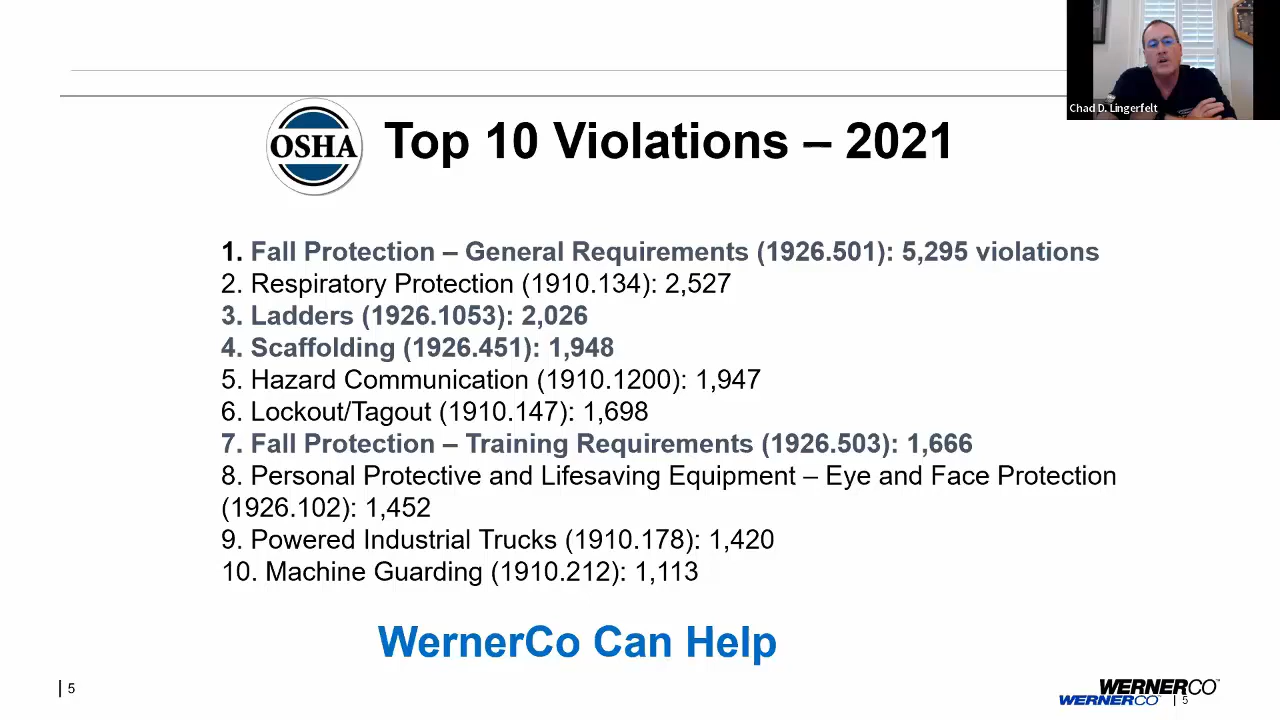 Chad D. Lingerfelt
OSHA
Top 10 Violations – 2021
1. Fall Protection – General Requirements (1926.501): 5,295 violations
2. Respiratory Protection (1910.134): 2,527
3. Ladders (1926.1053): 2,026
4. Scaffolding (1926.451): 1,948
5. Hazard Communication (1910.1200): 1,947
6. Lockout/Tagout (1910.147): 1,698
7. Fall Protection – Training Requirements (1926.503): 1,666
8. Personal Protective and Lifesaving Equipment – Eye and Face Protection
(1926.102): 1,452
9. Powered Industrial Trucks (1910.178): 1,420
10. Machine Guarding (1910.212): 1,113
WernerCo Can Help
| 5
WERNERCO™
WERNERCO™ | 5